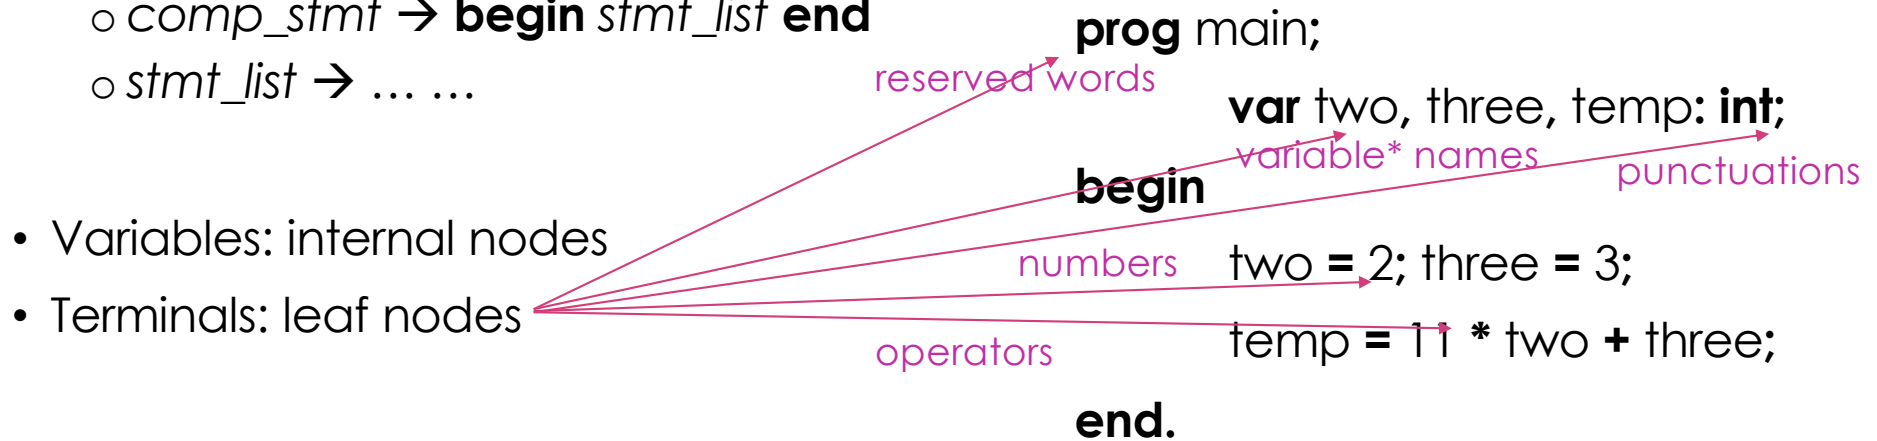 o comp_stmt → begin stmt_list end
o stmt_list → … …
• Variables: internal nodes
• Terminals: leaf nodes
reserved words
variable* names
punctuations
numbers
operators
prog main;
var two, three, temp: int;
begin
two = 2; three = 3;
temp = 11 * two + three;
end.